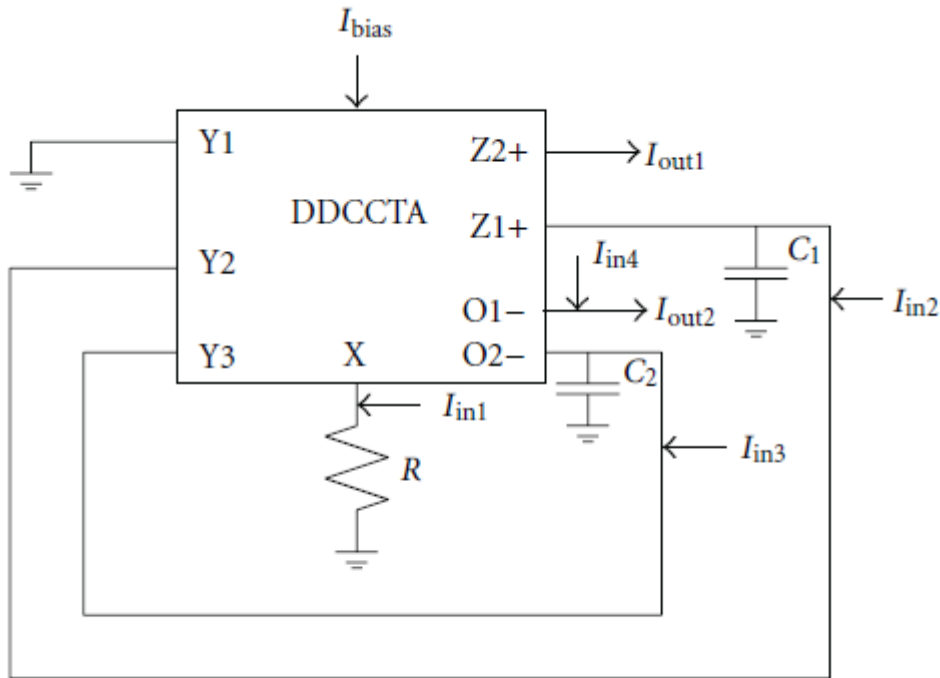 I_bias
Y1
Z2+
I_out1
DDCCTA
Z1+
C_1
I_in4
Y2
I_in2
O1−
I_out2
Y3
X
O2−
C_2
I_in1
I_in3
R